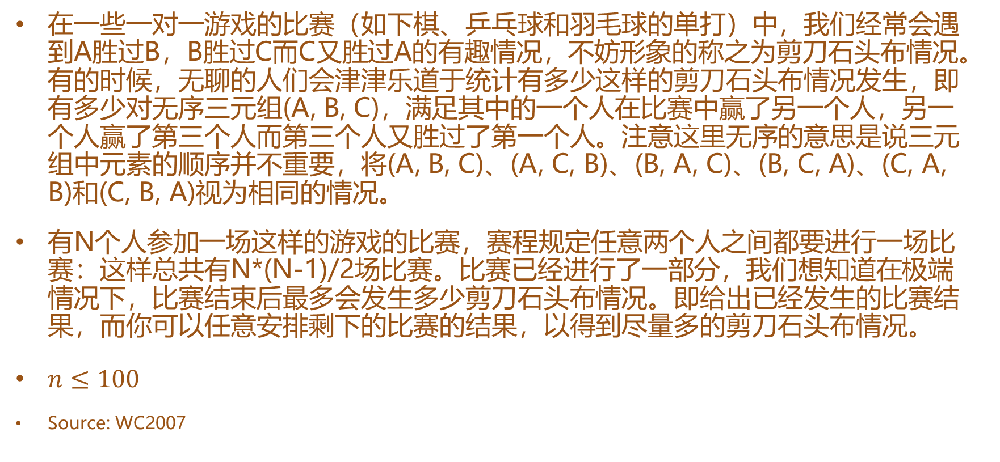 • 在一些一对一游戏的比赛（如下棋、乒乓球和羽毛球的单打）中，我们经常会遇
到A胜过B，B胜过C而C又胜过A的有趣情况，不妨形象的称之为剪刀石头布情况。
有的时候，无聊的人们会津津乐道于统计有多少这样的剪刀石头布情况发生，即
有多少对无序三元组(A, B, C)，满足其中的一个人在比赛中赢了另一个人，另一
个人赢了第三个人而第三个人又胜过了第一个人。注意这里无序的意思是说三元
组中元素的顺序并不重要，将(A, B, C)、(A, C, B)、(B, A, C)、(B, C, A)、(C, A,
B)和(C, B, A)视为相同的情况。
• 有N个人参加一场这样的游戏的比赛，赛程规定任意两个人之间都要进行一场比
赛：这样总共有N*(N-1)/2场比赛。比赛已经进行了一部分，我们想知道在极端
情况下，比赛结束后最多会发生多少剪刀石头布情况。即给出已经发生的比赛结
果，而你可以任意安排剩下的比赛的结果，以得到尽量多的剪刀石头布情况。
• n ≤ 100
• Source: WC2007